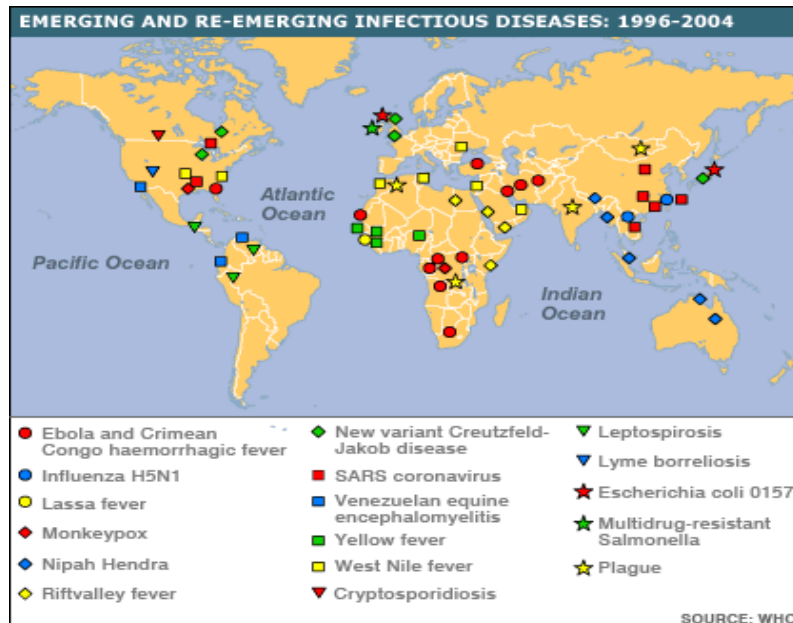 EMERGING AND RE-EMERGING INFECTIOUS DISEASES: 1996-2004
Atlantic
Ocean
Pacific Ocean
Indian
Ocean
Ebola and Crimean
Congo haemorrhagic fever
Influenza H5N1
Lassa fever
Monkeypox
Nipah Hendra
Riftvalley fever
New variant Creutzfeld-
Jakob disease
SARS coronavirus
Venezuelan equine
encephalomyelitis
Yellow fever
West Nile fever
Cryptosporidiosis
Leptospirosis
Lyme borreliosis
Escherichia coli 0157
Multidrug-resistant
Salmonella
Plague
SOURCE: WHO